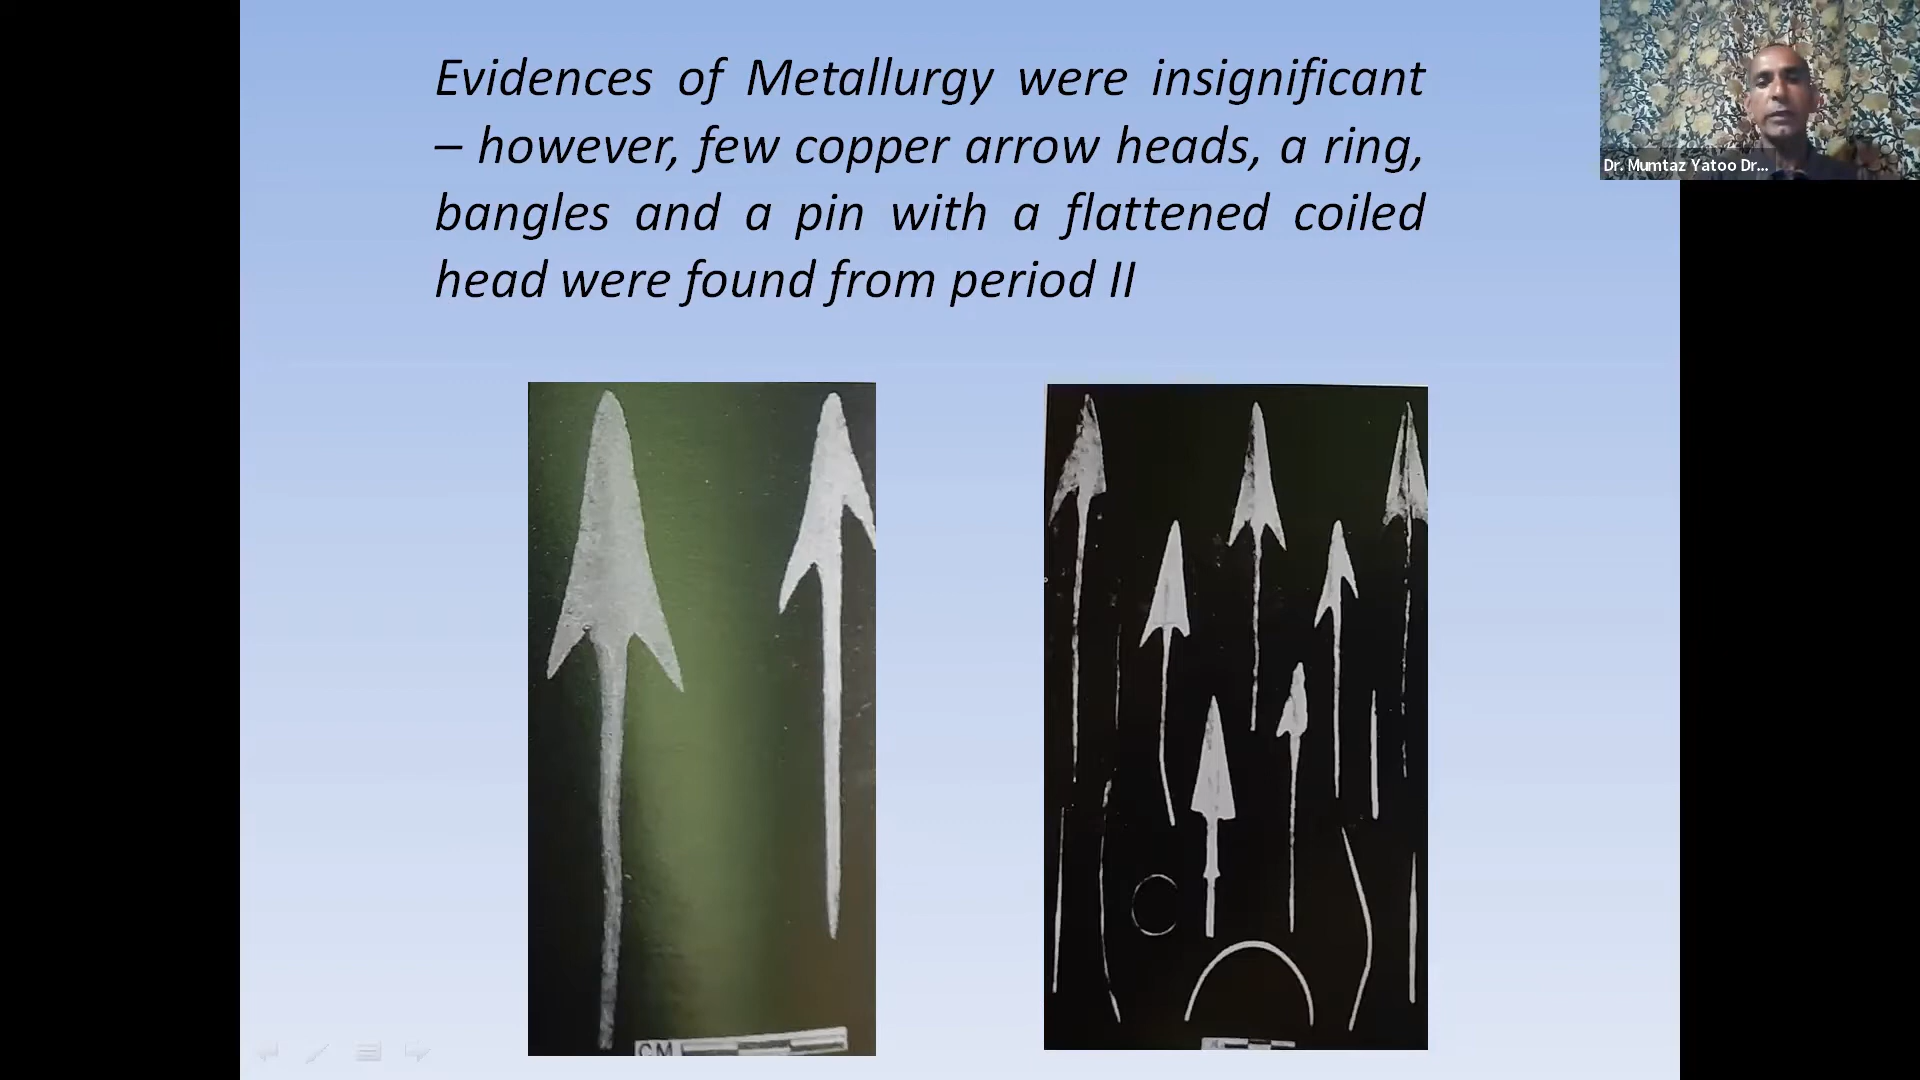 Evidences of Metallurgy were insignificant
– however, few copper arrow heads, a ring,
bangles and a pin with a flattened coiled
head were found from period II
Dr. Mumtaz Yatoo Dr...
CM